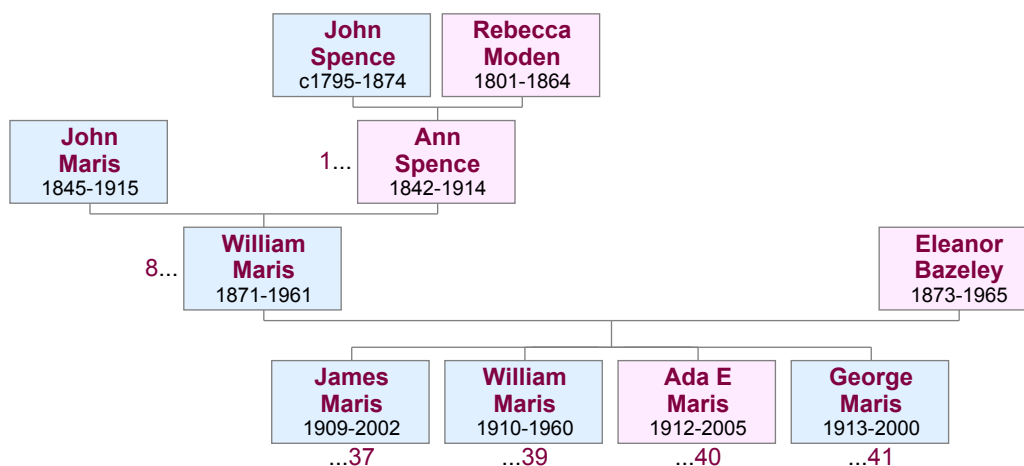 John
Spence
c1795-1874
Rebecca
Moden
1801-1864
John
Maris
1845-1915
1...
Ann
Spence
1842-1914
8...
William
Maris
1871-1961
Eleanor
Bazeley
1873-1965
James
Maris
1909-2002
William
Maris
1910-1960
Ada E
Maris
1912-2005
George
Maris
1913-2000
...37
...39
...40
...41